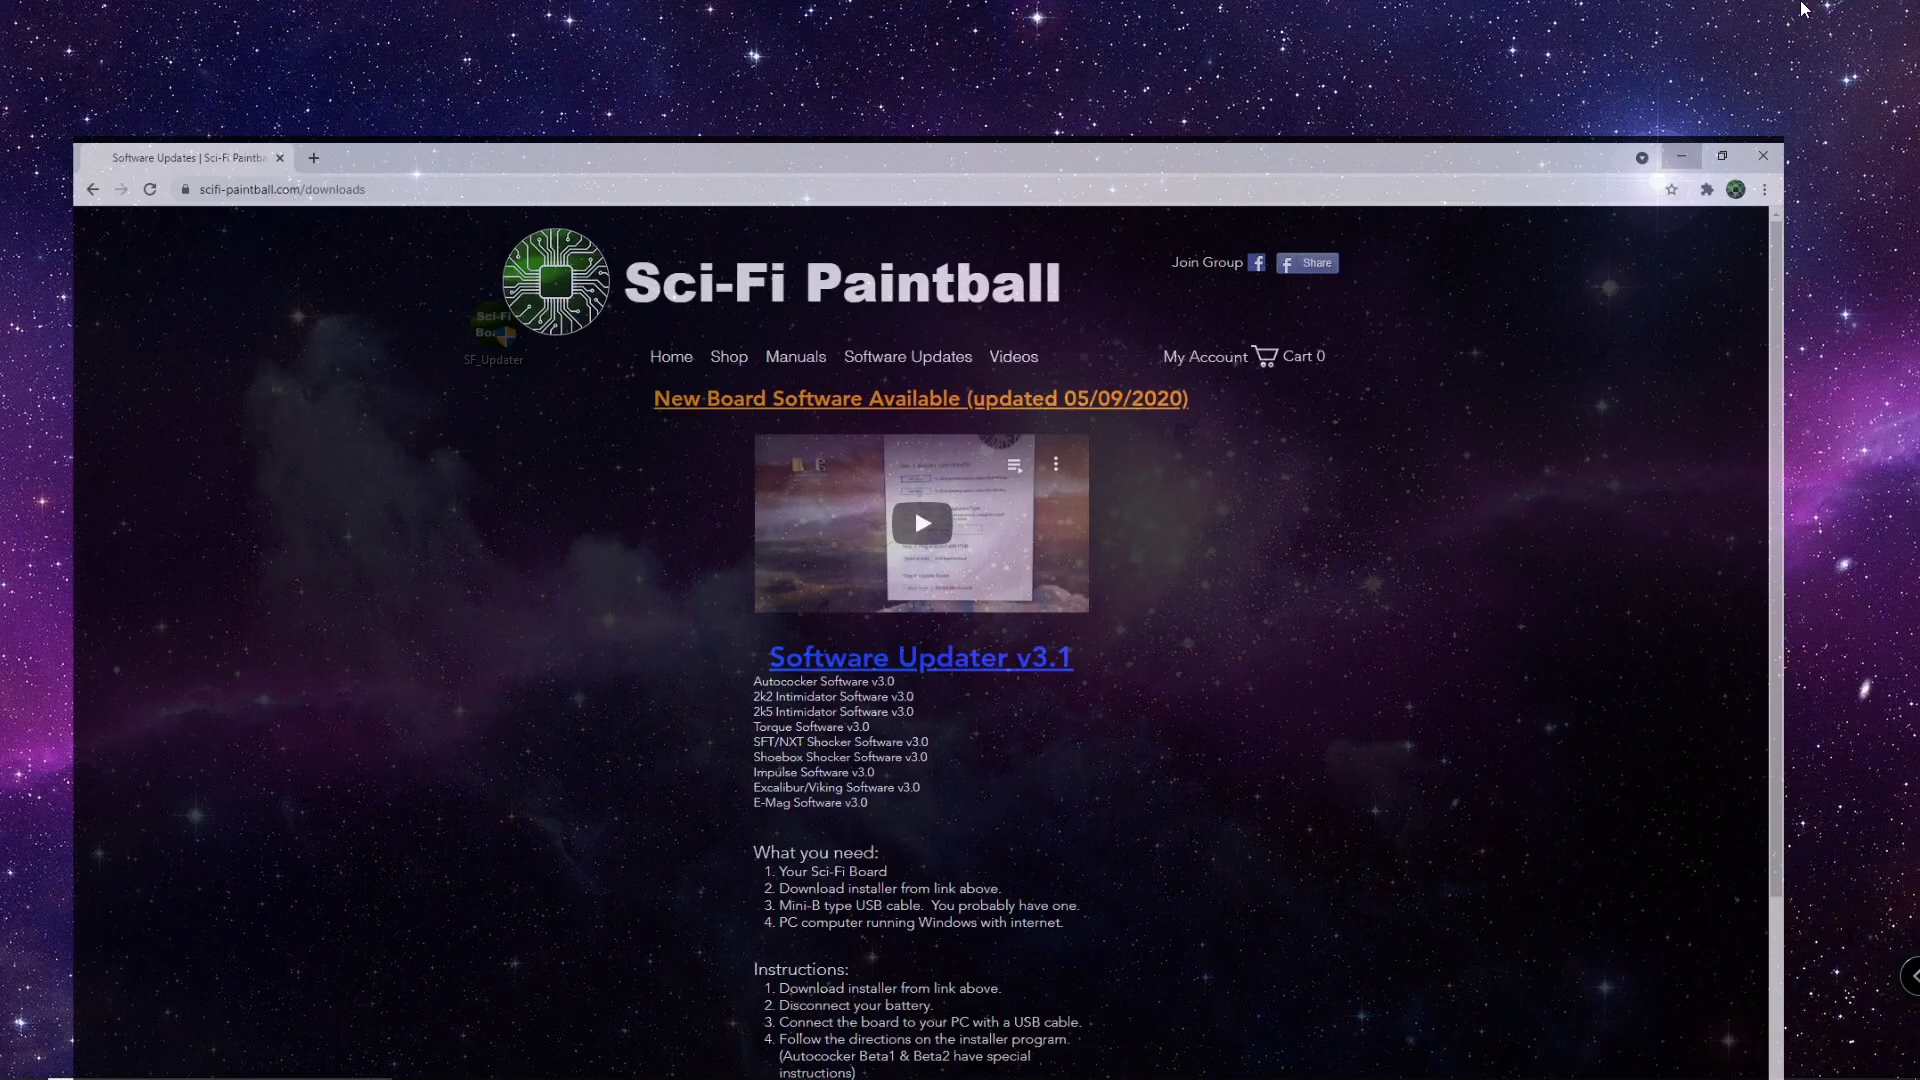 Software Updates | Sci-Fi Paintba
scifi-paintball.com/downloads
Sci-Fi Paintball
Join Group
Share
Sci-Fi
SF_Updater
Home Shop Manuals Software Updates Videos
My Account Cart 0
New Board Software Available (updated 05/09/2020)
Software Updater v3.1
Autococker Software v3.0
2k2 Intimidator Software v3.0
2k5 Intimidator Software v3.0
Torque Software v3.0
SFT/NXT Shocker Software v3.0
Shoebox Shocker Software v3.0
Impulse Software v3.0
Excalibur/Viking Software v3.0
E-Mag Software v3.0
What you need:
1. Your Sci-Fi Board
2. Download installer from link above.
3. Mini-B type USB cable. You probably have one.
4. PC computer running Windows with internet.
Instructions:
1. Download installer from link above.
2. Disconnect your battery.
3. Connect the board to your PC with a USB cable.
4. Follow the directions on the installer program.
(Autococker Beta1 & Beta2 have special
instructions)